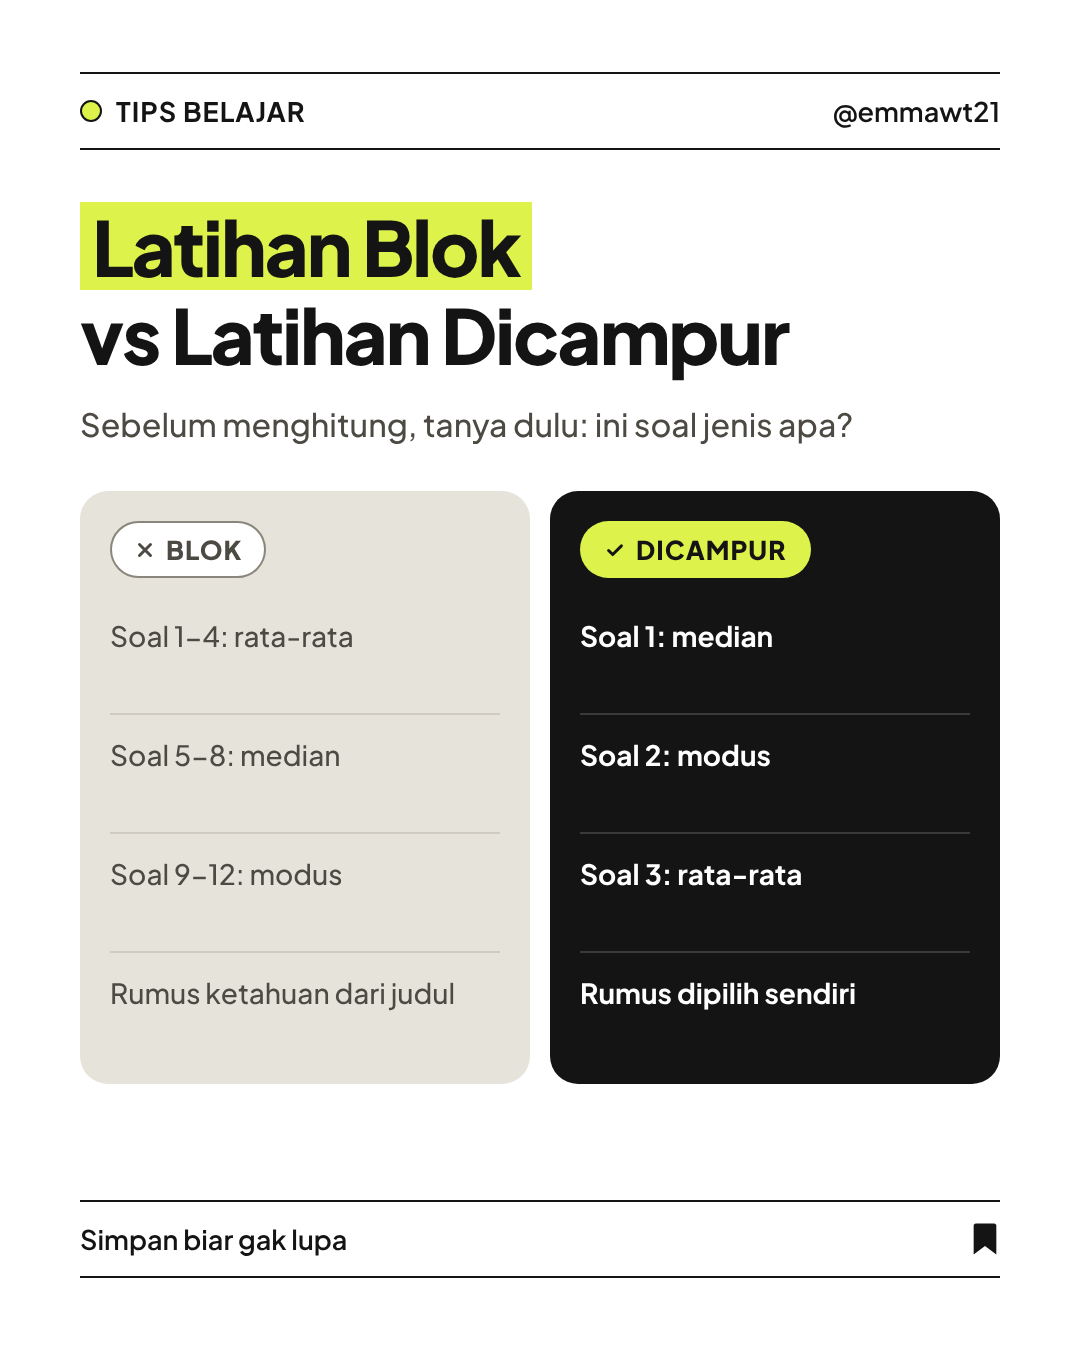 TIPS BELAJAR
@emmawt21
Latihan Blok
vs Latihan Dicampur
Sebelum menghitung, tanya dulu: ini soal jenis apa?
BLOK
Soal 1–4: rata-rata
Soal 5–8: median
Soal 9–12: modus
Rumus ketahuan dari judul
DICAMPUR
Soal 1: median
Soal 2: modus
Soal 3: rata-rata
Rumus dipilih sendiri
Simpan biar gak lupa